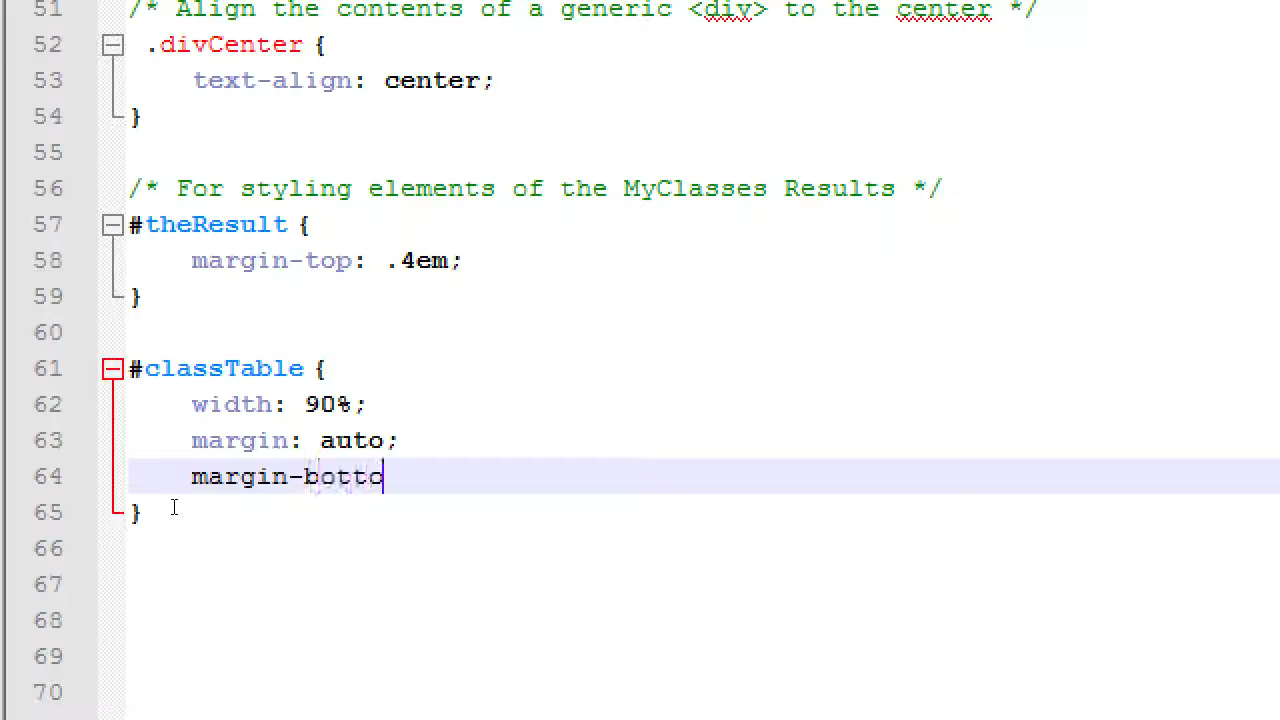 51 /* Align the contents of a generic <div> to the center */
52 .divCenter {
53 text-align: center;
54 }
55
56 /* For styling elements of the MyClasses Results */
57 #theResult {
58 margin-top: .4em;
59 }
60
61 #classTable {
62 width: 90%;
63 margin: auto;
64 margin-botto
65 }
66
67
68
69
70